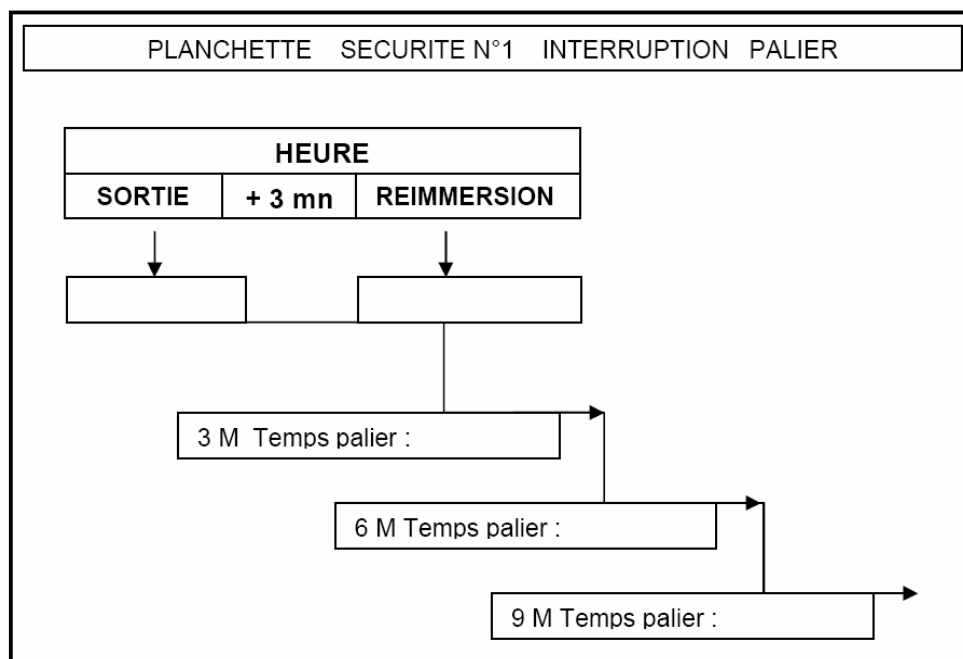 PLANCHETTE SECURITE N°1 INTERRUPTION PALIER
HEURE
SORTIE + 3 mn REIMMERSION
3 M Temps palier :
6 M Temps palier :
9 M Temps palier :